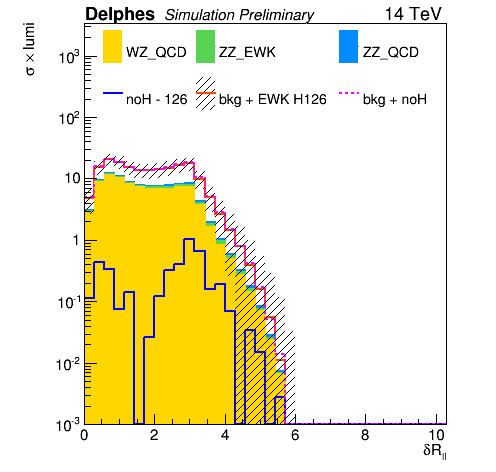 Delphes Simulation Preliminary 14 TeV
σ × lumi
WZ_QCD ZZ_EWK ZZ_QCD
noH - 126 bkg + EWK H126 bkg + noH
10³
10²
10
1
10⁻¹
10⁻²
10⁻³
0 2 4 6 8 10
δR||